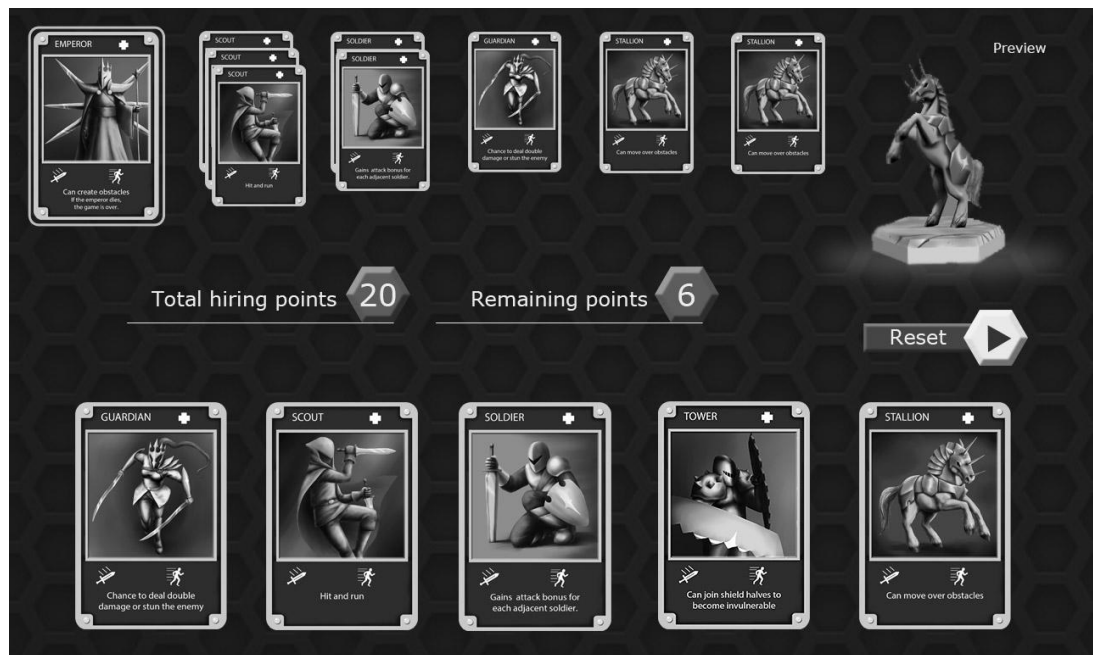 EMPEROR
SCOUT
SCOUT
SCOUT
SOLDIER
SOLDIER
GUARDIAN
STALLION
STALLION
Preview
Can create obstacles
If the emperor dies,
the game is over.
Hit and run
Gains attack bonus for
each adjacent soldier.
Chance to deal double
damage or stun the enemy
Can move over obstacles
Can move over obstacles
Total hiring points 20
Remaining points 6
Reset
GUARDIAN
SCOUT
SOLDIER
TOWER
STALLION
Chance to deal double
damage or stun the enemy
Hit and run
Gains attack bonus for
each adjacent soldier.
Can join shield halves to
become invulnerable
Can move over obstacles